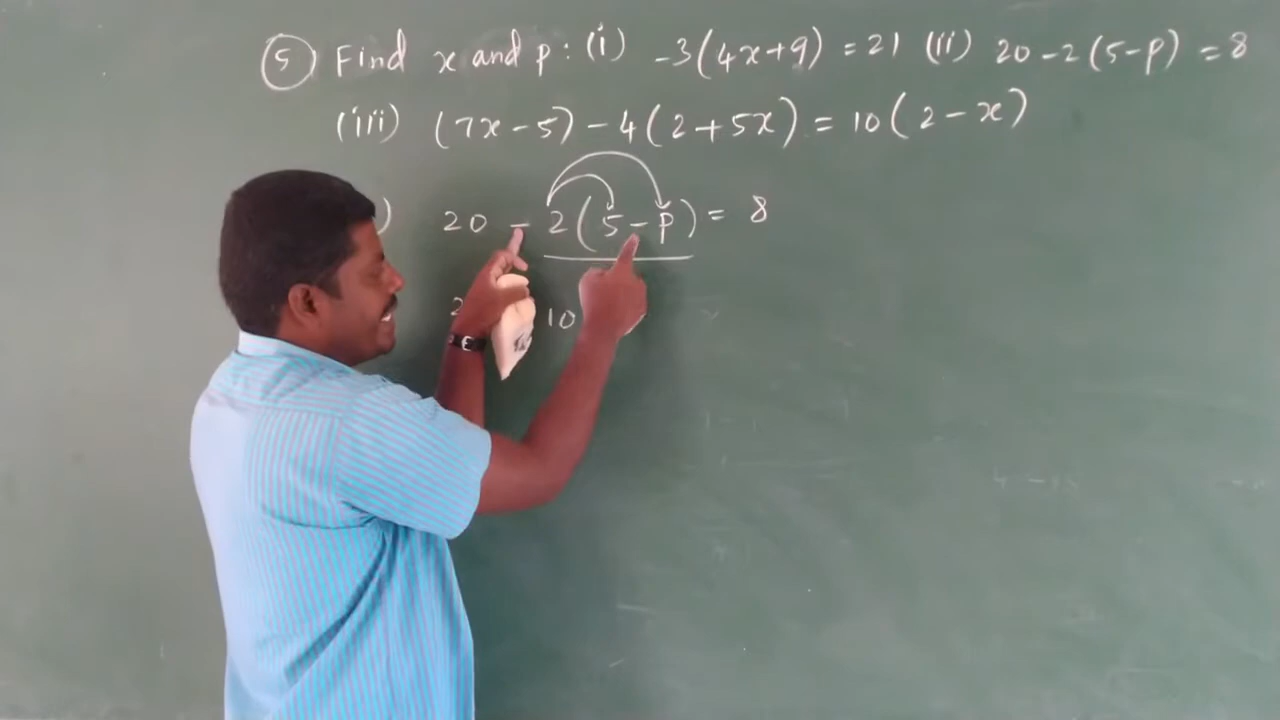 (5) Find x and p : (i) -3(4x+9) = 21 (ii) 20-2(5-p) = 8
(iii) (7x-5)-4(2+5x) = 10(2-x)
) 20 - 2(5-p) = 8
2 10